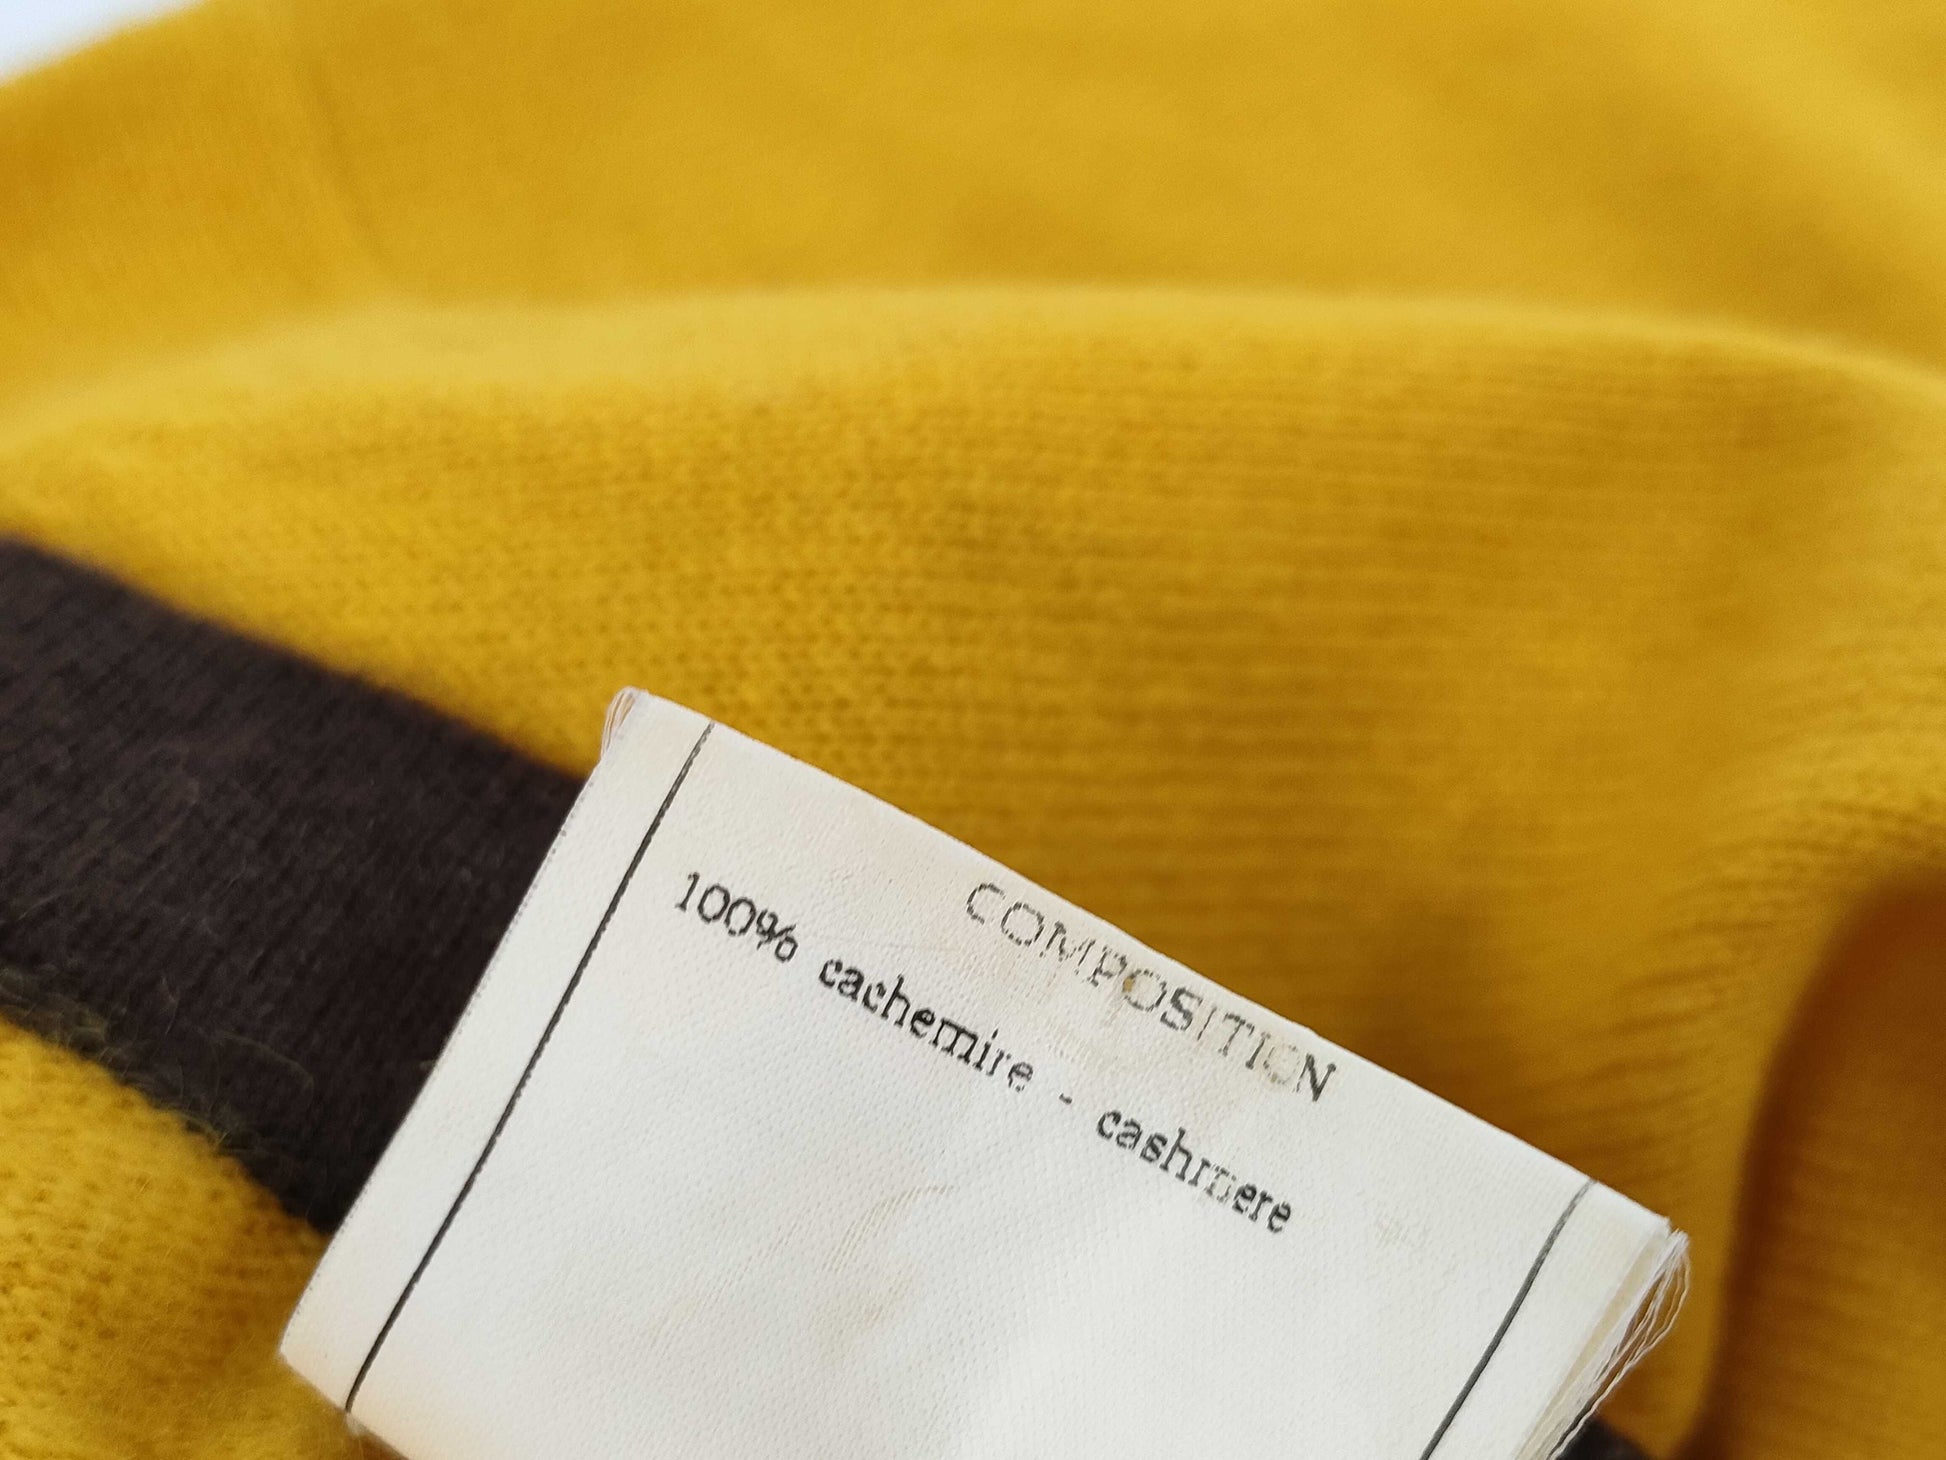 COMPOSITION
100% cachemire - cashmere